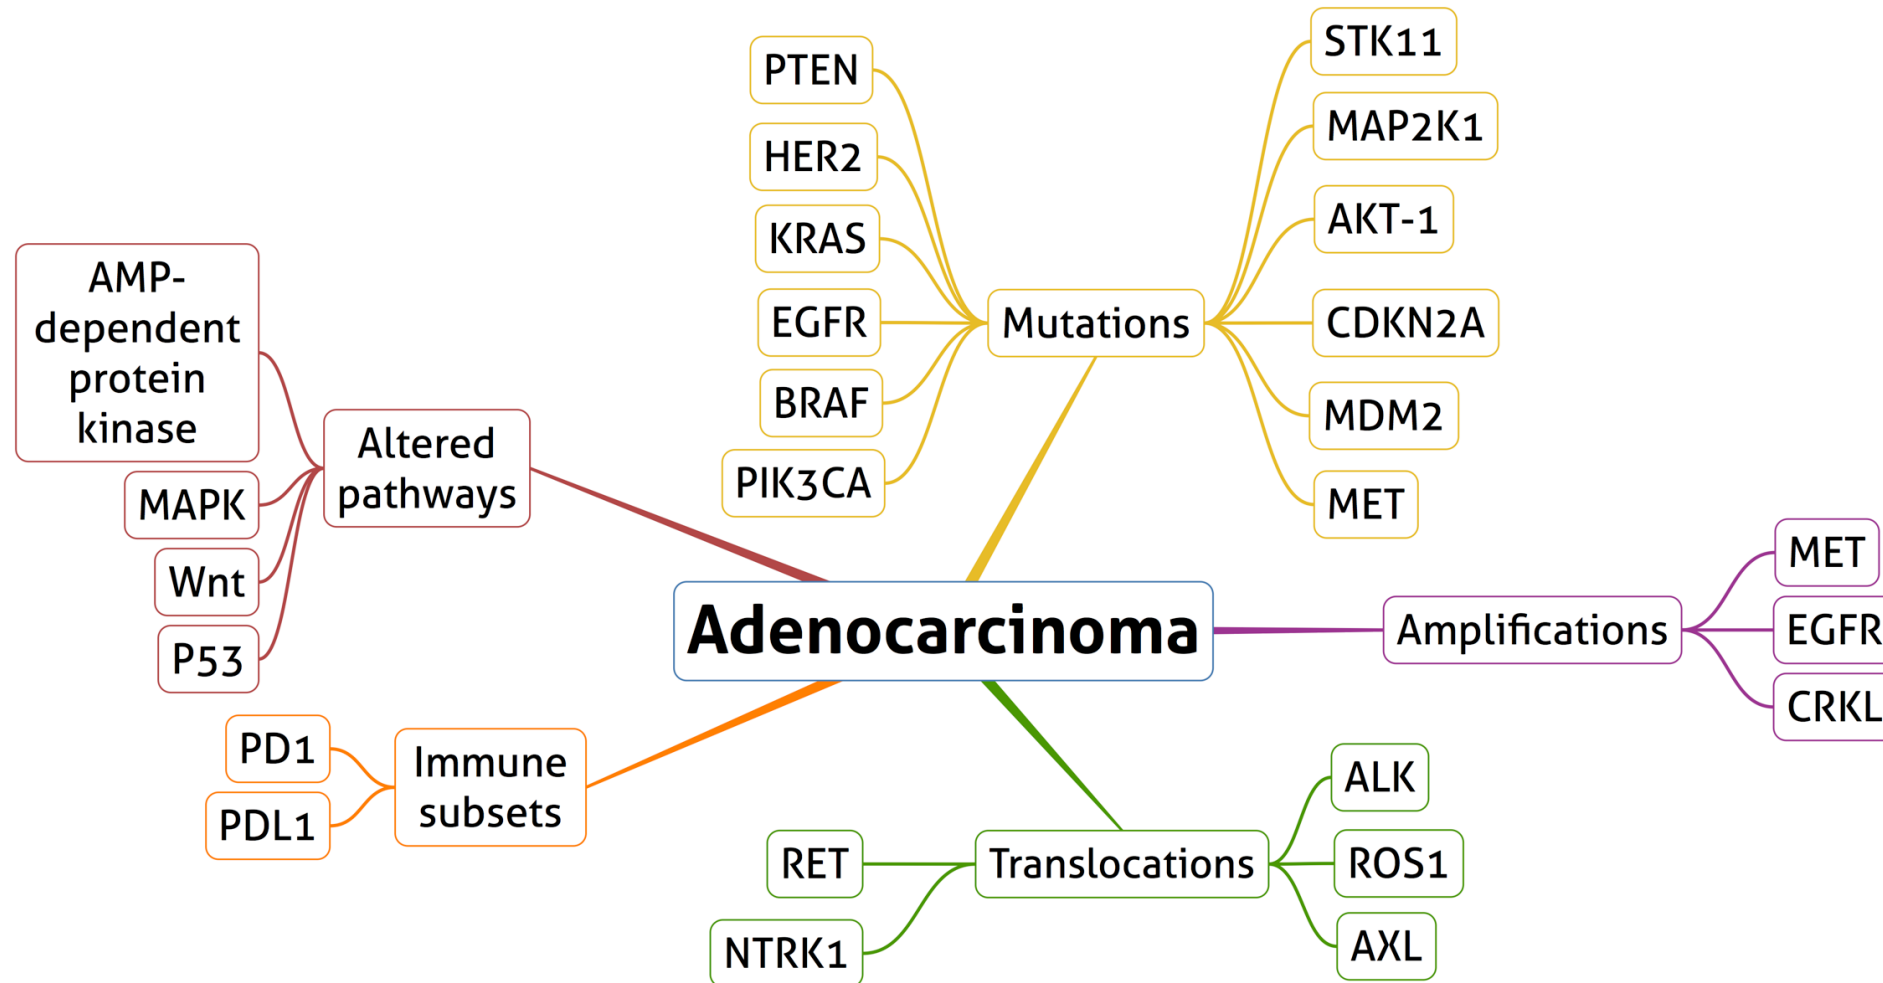 PTEN
HER2
KRAS
EGFR
BRAF
PIK3CA
Mutations
STK11
MAP2K1
AKT-1
CDKN2A
MDM2
MET
AMP-
dependent
protein
kinase
MAPK
Wnt
P53
Altered
pathways
Adenocarcinoma
Amplifications
MET
EGFR
CRKL
PD1
PDL1
Immune
subsets
RET
NTRK1
Translocations
ALK
ROS1
AXL